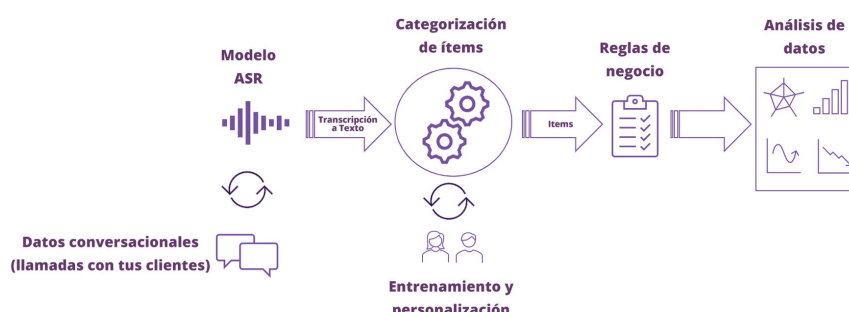 Categorización
de ítems
Análisis de
datos
Modelo
ASR
Reglas de
negocio
Transcripción
a Texto
Items
Datos conversacionales
(llamadas con tus clientes)
Entrenamiento y
personalización